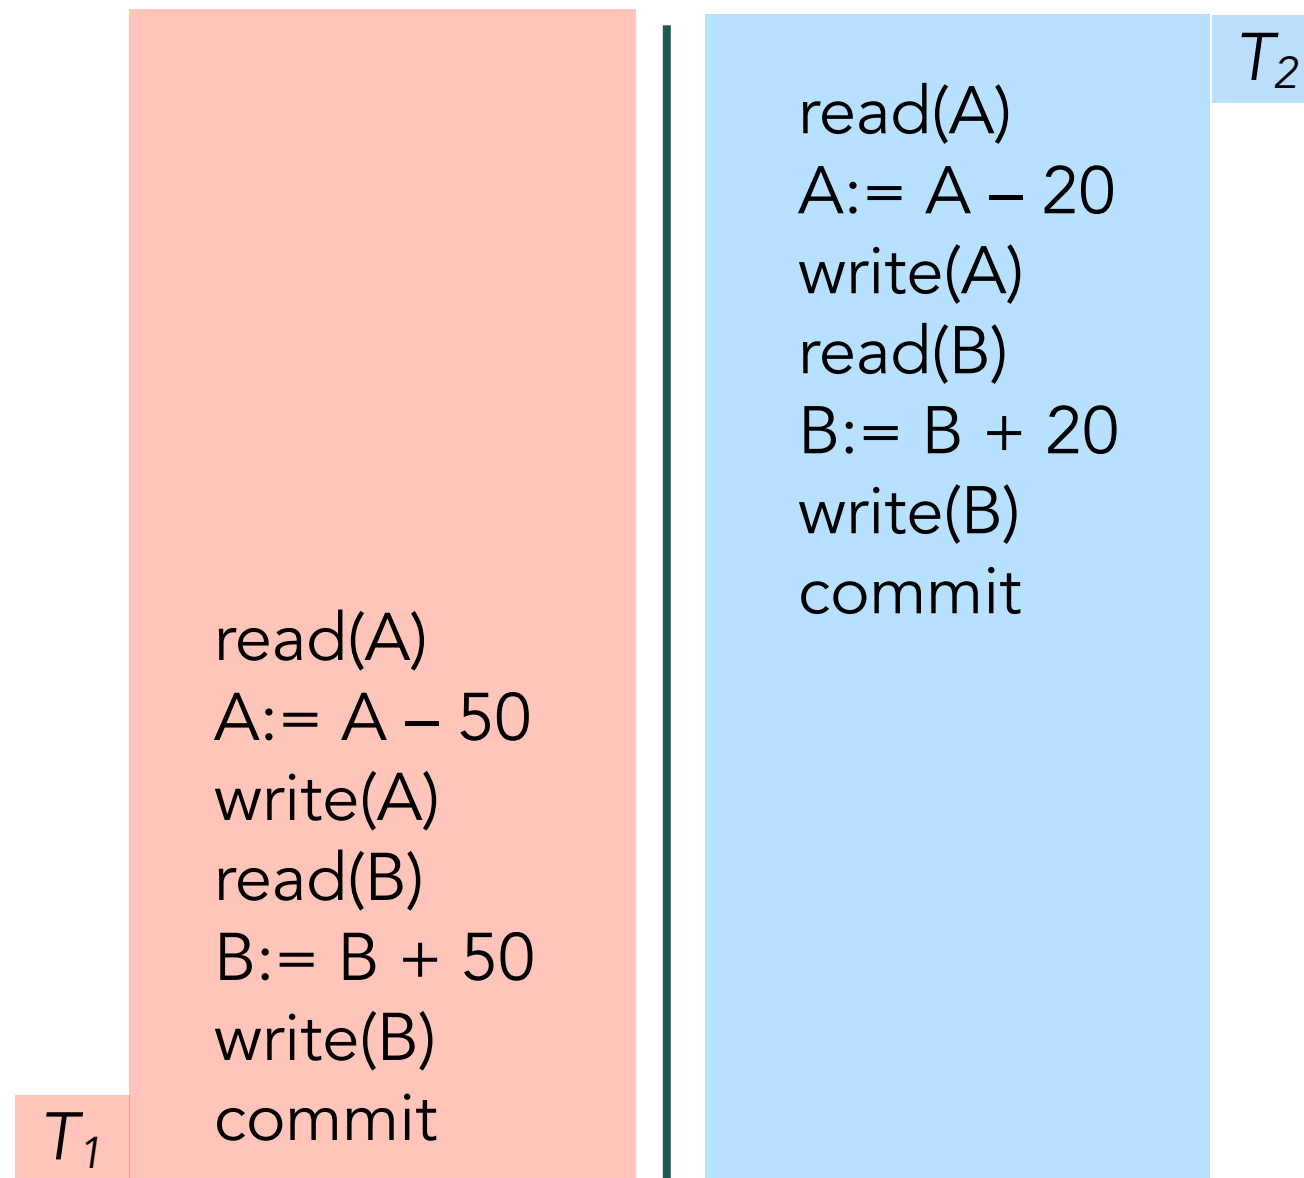 T2
read(A)
A:= A – 20
write(A)
read(B)
B:= B + 20
write(B)
commit
read(A)
A:= A – 50
write(A)
read(B)
B:= B + 50
write(B)
commit
T1